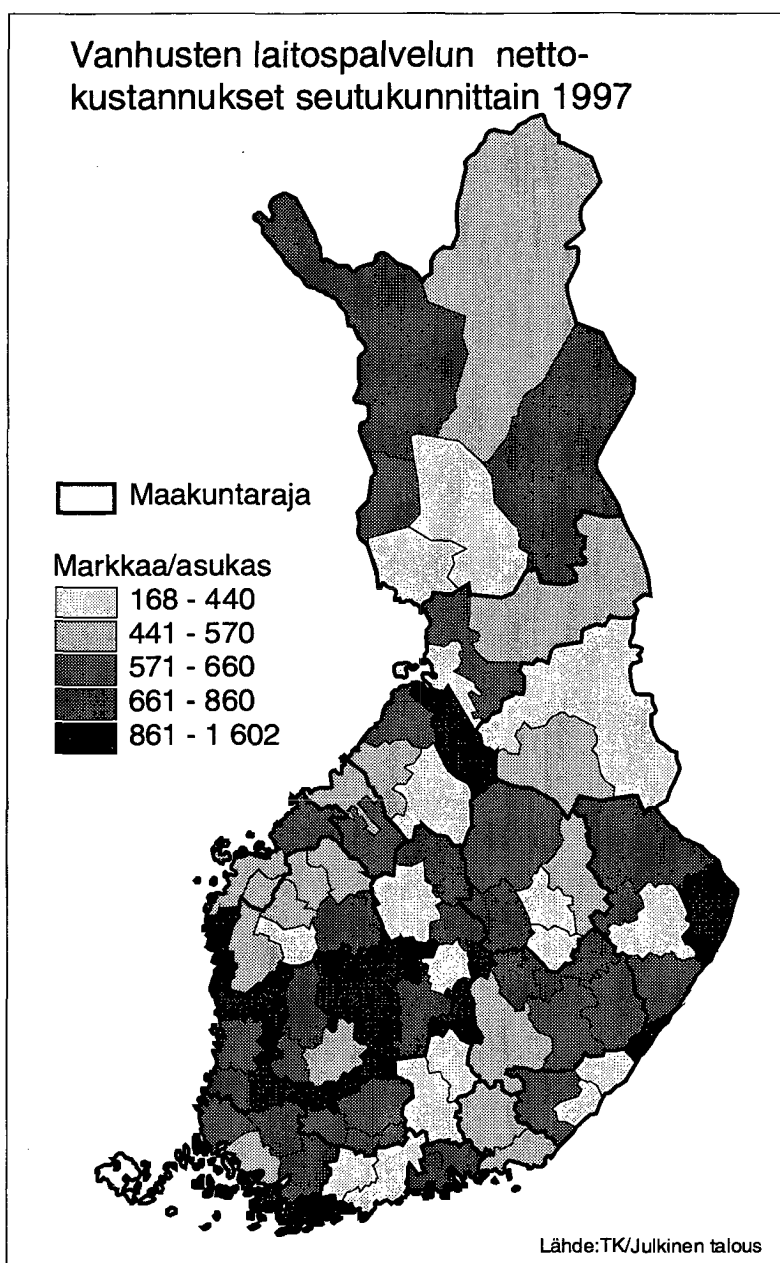 Vanhusten laitospalvelun netto-
kustannukset seutukunnittain 1997
Maakuntaraja
Markkaa/asukas
168 - 440
441 - 570
571 - 660
661 - 860
861 - 1 602
Lähde:TK/Julkinen talous